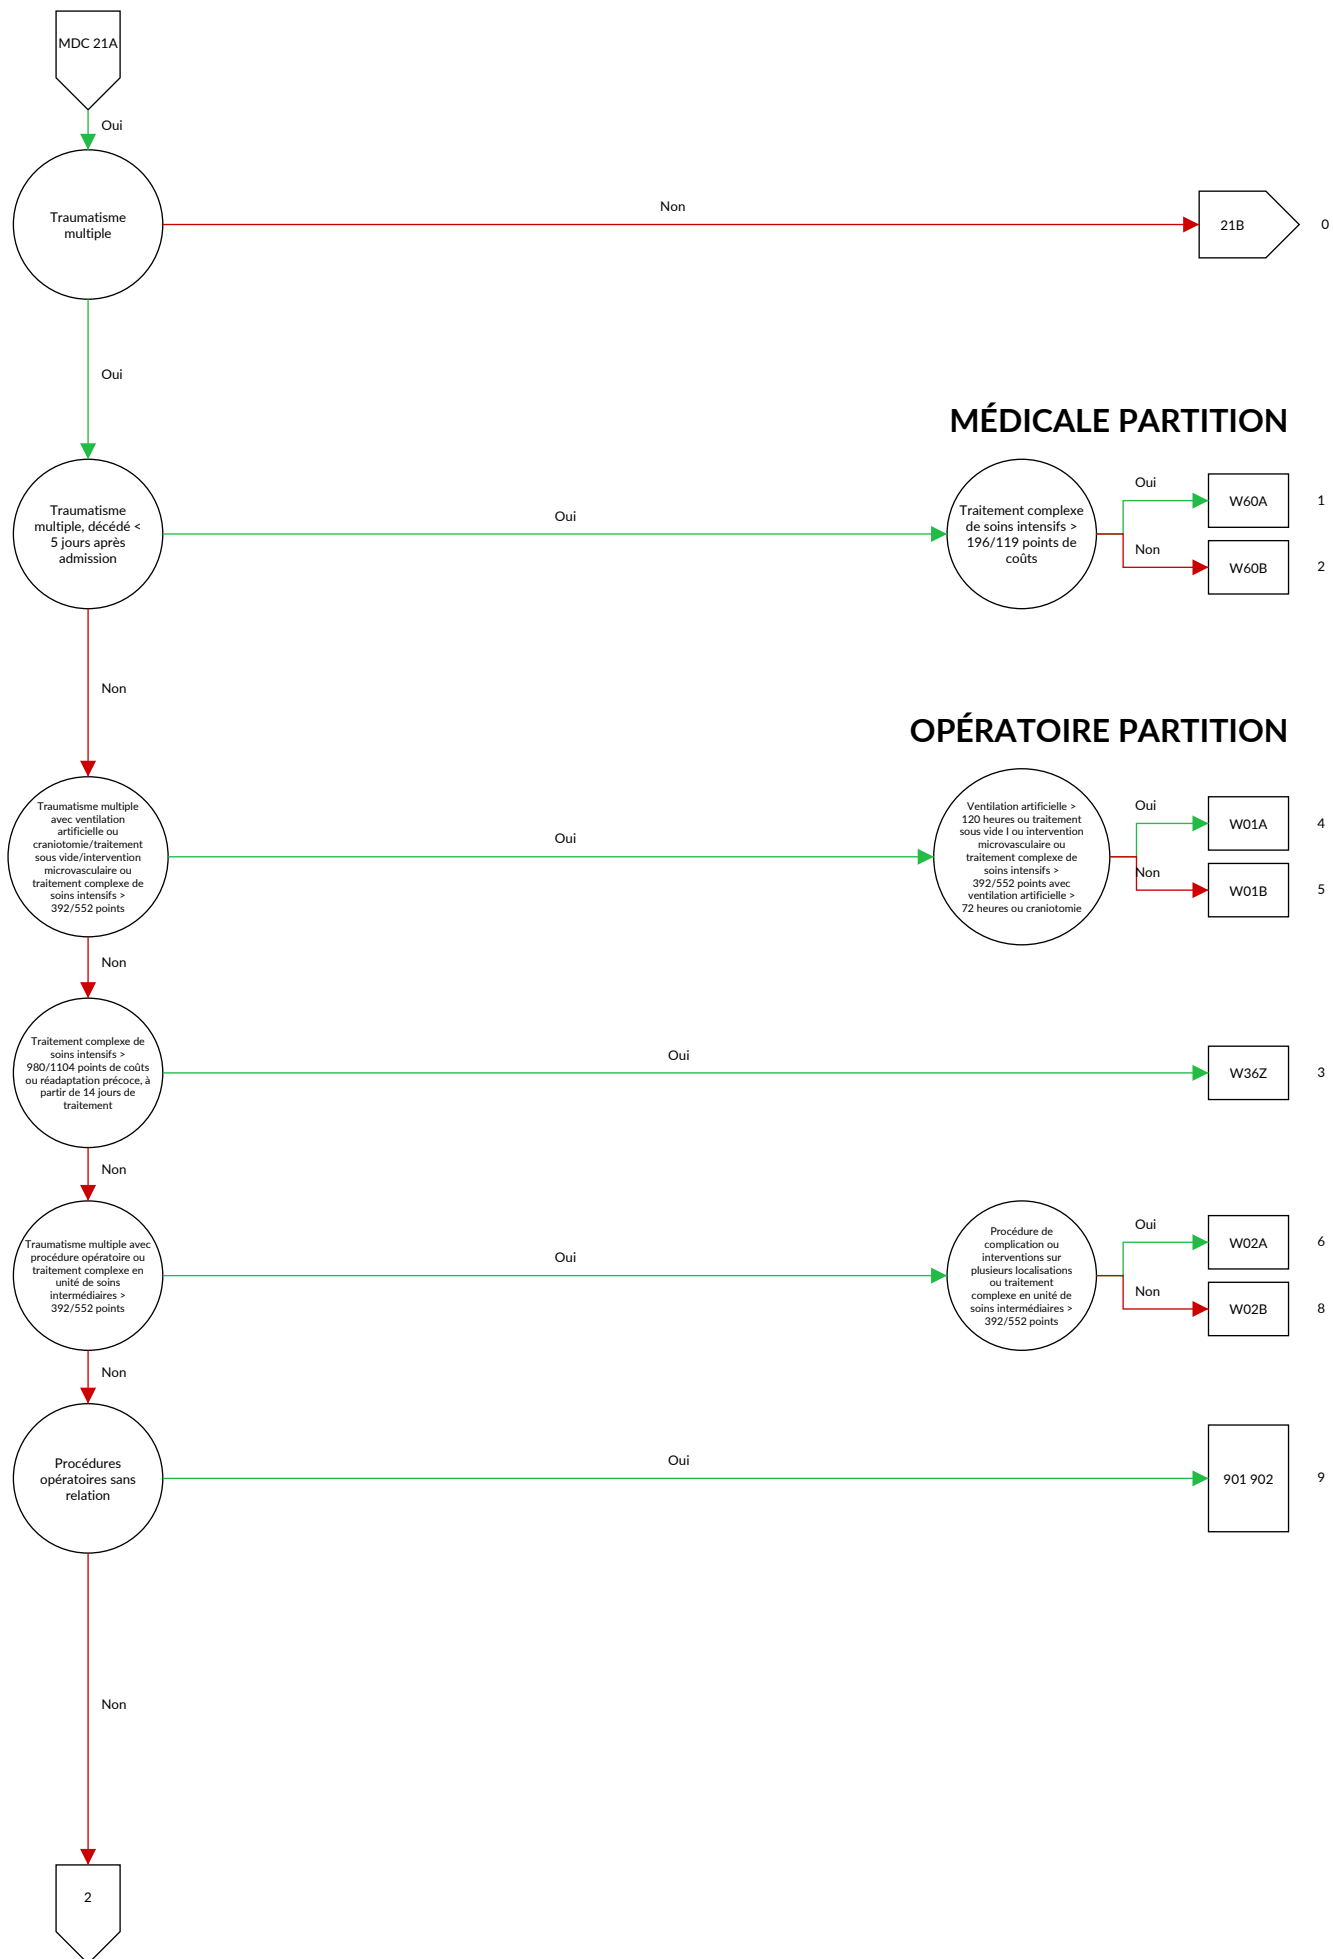 MDC 21A
Oui
Traumatisme
multiple
Non
21B
0
Oui
MÉDICALE PARTITION
Traumatisme
multiple, décédé <
5 jours après
admission
Oui
Traitement complexe
de soins intensifs >
196/119 points de
coûts
Oui
W60A
1
Non
W60B
2
Non
OPÉRATOIRE PARTITION
Traumatisme multiple
avec ventilation
artificielle ou
craniotomie/traitement
sous vide/intervention
microvasculaire ou
traitement complexe de
soins intensifs >
392/552 points
Oui
Ventilation artificielle >
120 heures ou traitement
sous vide I ou intervention
microvasculaire ou
traitement complexe de
soins intensifs >
392/552 points avec
ventilation artificielle >
72 heures ou craniotomie
Oui
W01A
4
Non
W01B
5
Non
Traitement complexe de
soins intensifs >
980/1104 points de coûts
ou réadaptation précoce, à
partir de 14 jours de
traitement
Oui
W36Z
3
Non
Traumatisme multiple avec
procédure opératoire ou
traitement complexe en
unité de soins
intermédiaires >
392/552 points
Oui
Procédure de
complication ou
interventions sur
plusieurs localisations
ou traitement
complexe en unité de
soins intermédiaires >
392/552 points
Oui
W02A
6
Non
W02B
8
Non
Procédures
opératoires sans
relation
Oui
901 902
9
Non
2